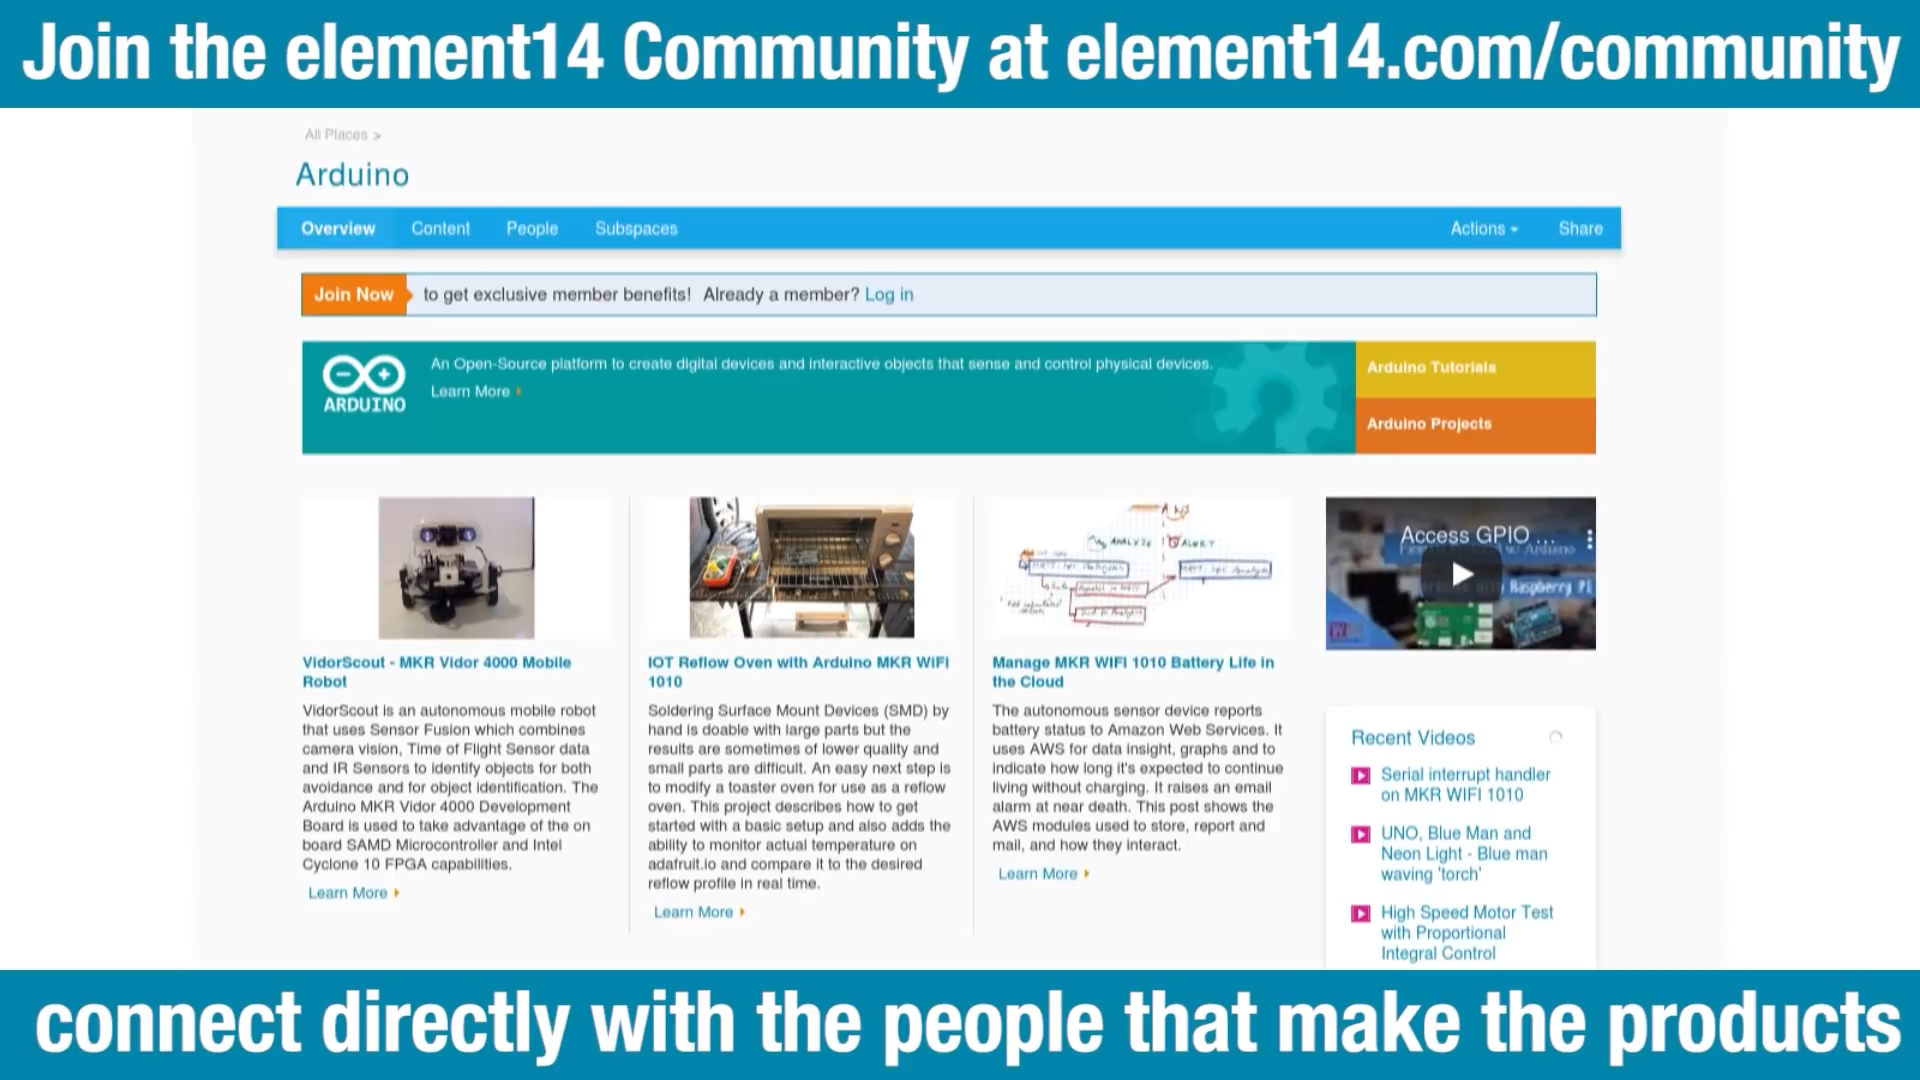 Join the element14 Community at element14.com/community
All Places >
Arduino
Overview Content People Subspaces Actions Share
Join Now to get exclusive member benefits! Already a member? Log in
ARDUINO
An Open-Source platform to create digital devices and interactive objects that sense and control physical devices.
Learn More
Arduino Tutorials
Arduino Projects
ANALYZE ALERT
Access GPIO ...
Raspberry Pi
VidorScout - MKR Vidor 4000 Mobile
Robot
VidorScout is an autonomous mobile robot
that uses Sensor Fusion which combines
camera vision, Time of Flight Sensor data
and IR Sensors to identify objects for both
avoidance and for object identification. The
Arduino MKR Vidor 4000 Development
Board is used to take advantage of the on
board SAMD Microcontroller and Intel
Cyclone 10 FPGA capabilities.
Learn More
IOT Reflow Oven with Arduino MKR WiFi
1010
Soldering Surface Mount Devices (SMD) by
hand is doable with large parts but the
results are sometimes of lower quality and
small parts are difficult. An easy next step is
to modify a toaster oven for use as a reflow
oven. This project describes how to get
started with a basic setup and also adds the
ability to monitor actual temperature on
adafruit.io and compare it to the desired
reflow profile in real time.
Learn More
Manage MKR WIFI 1010 Battery Life in
the Cloud
The autonomous sensor device reports
battery status to Amazon Web Services. It
uses AWS for data insight, graphs and to
indicate how long it's expected to continue
living without charging. It raises an email
alarm at near death. This post shows the
AWS modules used to store, report and
mail, and how they interact.
Learn More
Recent Videos
Serial interrupt handler
on MKR WIFI 1010
UNO, Blue Man and
Neon Light - Blue man
waving 'torch'
High Speed Motor Test
with Proportional
Integral Control
connect directly with the people that make the products